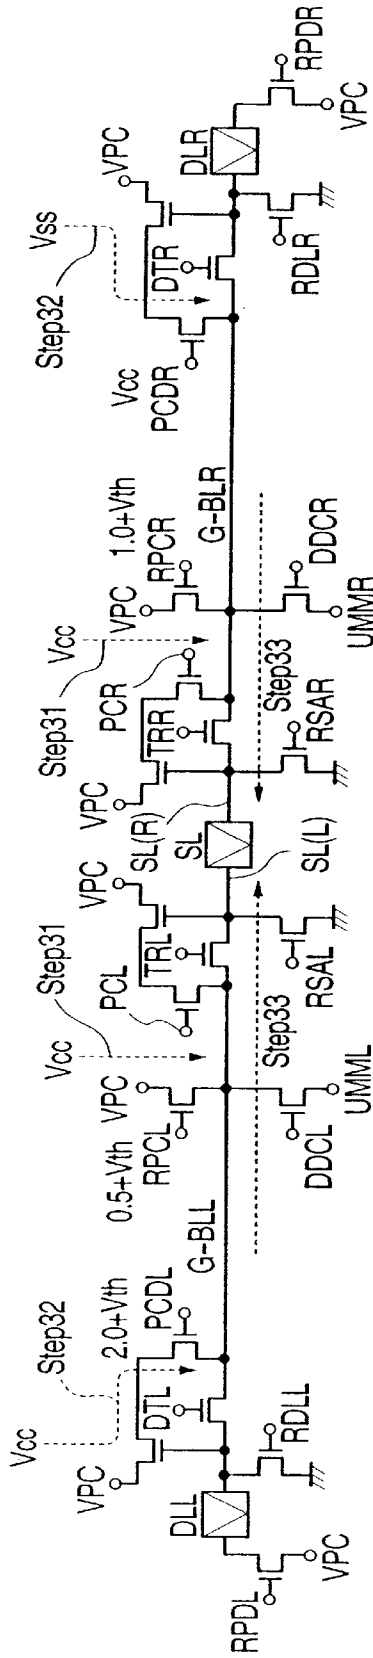 RPDL
VPC
DLL
RDLL
VPC
DTL
PCDL
2.0+Vth
Vcc
Step32
G-BLL
0.5+Vth
RPCL
VPC
DDCL
UMML
Vcc
Step31
PCL
TRL
VPC
RSAL
Step33
SL(L)
SL
SL(R)
VPC
TRR
PCR
RSAR
Step33
Step31
Vcc
VPC
RPCR
1.0+Vth
DDCR
UMMR
G-BLR
Vcc
PCDR
Step32
Vss
DTR
VPC
RDLR
DLR
RPDR
VPC